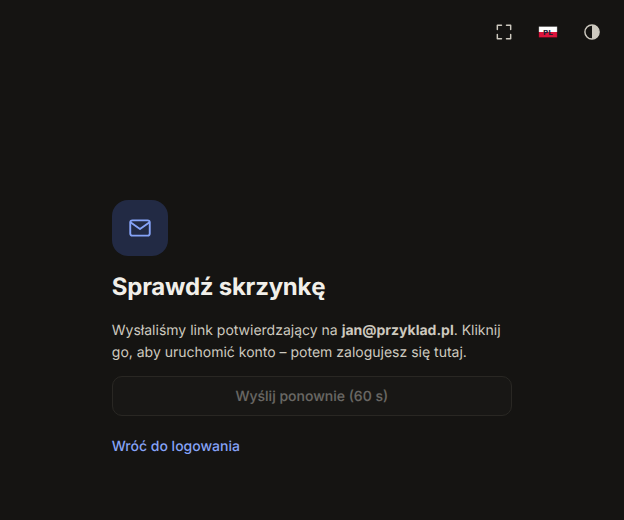 PL
Sprawdź skrzynkę
Wysłaliśmy link potwierdzający na jan@przyklad.pl. Kliknij
go, aby uruchomić konto – potem zalogujesz się tutaj.
Wyślij ponownie (60 s)
Wróć do logowania